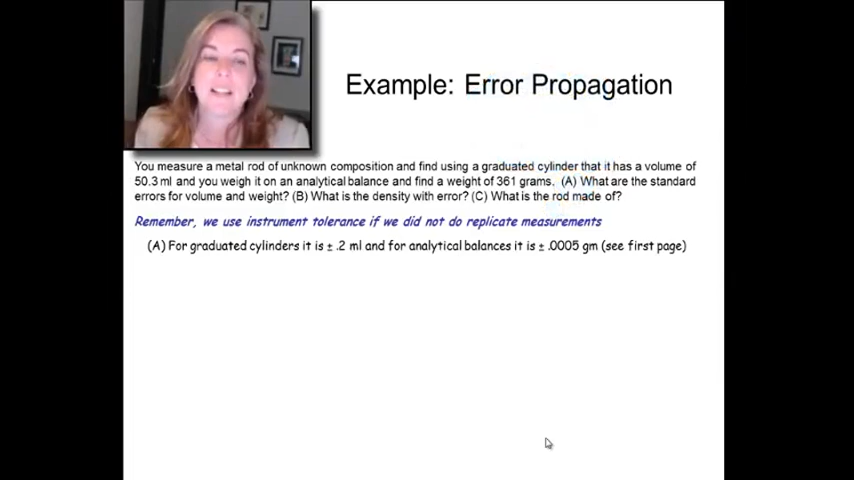 Example: Error Propagation
You measure a metal rod of unknown composition and find using a graduated cylinder that it has a volume of
50.3 ml and you weigh it on an analytical balance and find a weight of 361 grams. (A) What are the standard
errors for volume and weight? (B) What is the density with error? (C) What is the rod made of?
Remember, we use instrument tolerance if we did not do replicate measurements
(A) For graduated cylinders it is ± .2 ml and for analytical balances it is ± .0005 gm (see first page)